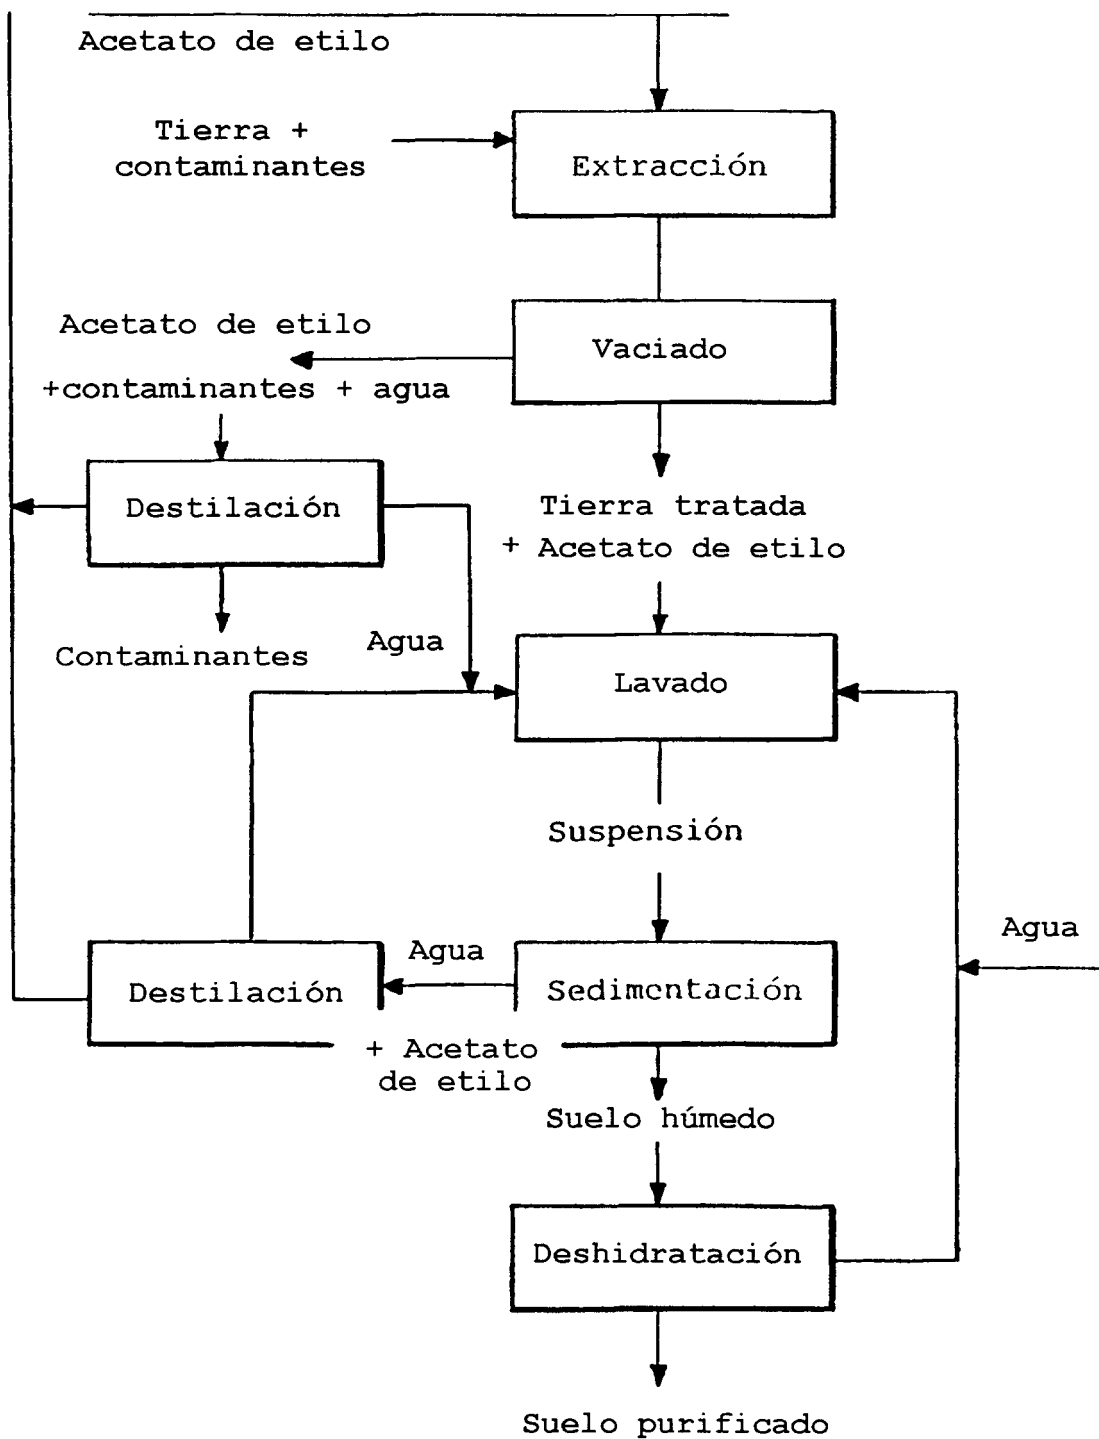 Acetato de etilo
Tierra +
contaminantes
Extracción
Acetato de etilo
+contaminantes + agua
Vaciado
Destilación
Tierra tratada
+ Acetato de etilo
Contaminantes
Agua
Lavado
Suspensión
Agua
Destilación
Agua
Sedimentación
+ Acetato
de etilo
Suelo húmedo
Deshidratación
Suelo purificado